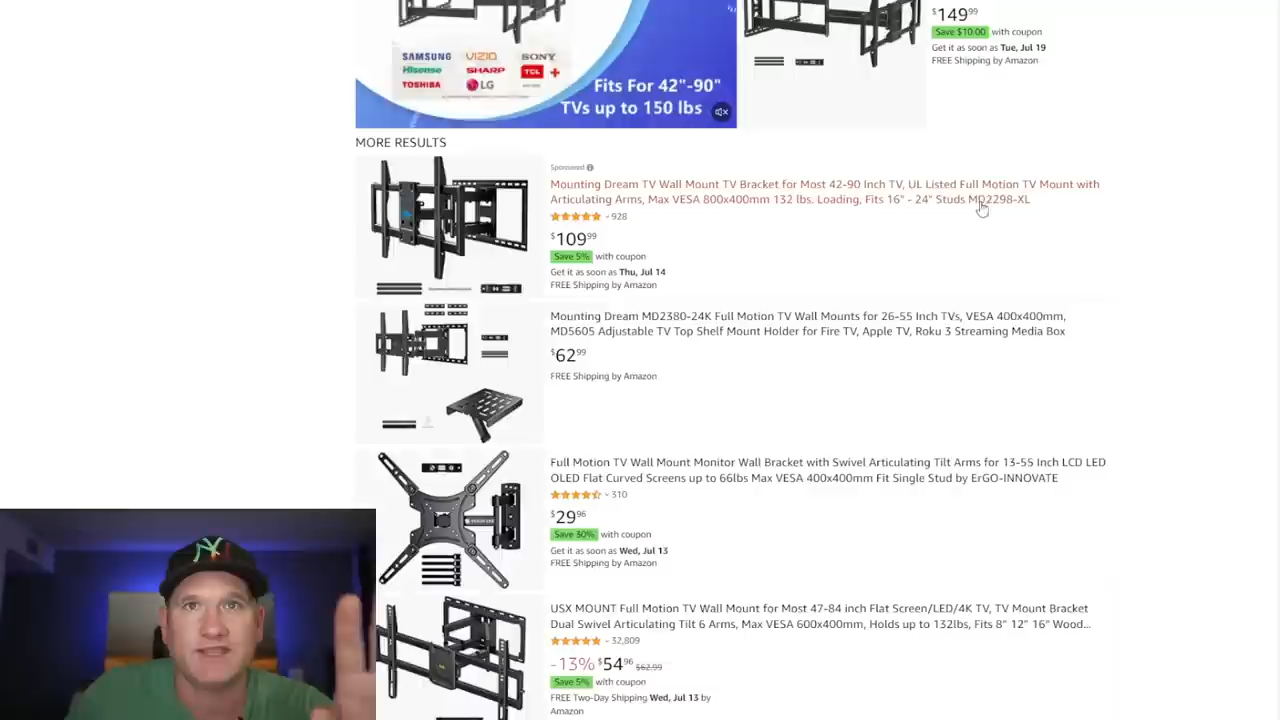 $149.99
Save $10.00 with coupon
Get it as soon as Tue, Jul 19
FREE Shipping by Amazon
SAMSUNG VIZIO SONY
Hisense SHARP TCL
TOSHIBA LG
Fits For 42"-90"
TVs up to 150 lbs
MORE RESULTS
Sponsored
Mounting Dream TV Wall Mount TV Bracket for Most 42-90 Inch TV, UL Listed Full Motion TV Mount with
Articulating Arms, Max VESA 800x400mm 132 lbs. Loading, Fits 16" - 24" Studs MD2298-XL
928
$109.99
Save 5% with coupon
Get it as soon as Thu, Jul 14
FREE Shipping by Amazon
Mounting Dream MD2380-24K Full Motion TV Wall Mounts for 26-55 Inch TVs, VESA 400x400mm,
MD5605 Adjustable TV Top Shelf Mount Holder for Fire TV, Apple TV, Roku 3 Streaming Media Box
$62.99
FREE Shipping by Amazon
Full Motion TV Wall Mount Monitor Wall Bracket with Swivel Articulating Tilt Arms for 13-55 Inch LCD LED
OLED Flat Curved Screens up to 66lbs Max VESA 400x400mm Fit Single Stud by ErGO-INNOVATE
310
$29.96
Save 30% with coupon
Get it as soon as Wed, Jul 13
FREE Shipping by Amazon
USX MOUNT Full Motion TV Wall Mount for Most 47-84 inch Flat Screen/LED/4K TV, TV Mount Bracket
Dual Swivel Articulating Tilt 6 Arms, Max VESA 600x400mm, Holds up to 132lbs, Fits 8" 12" 16" Wood...
32,809
-13% $54.96 $62.99
Save 5% with coupon
FREE Two-Day Shipping Wed, Jul 13 by
Amazon
NY